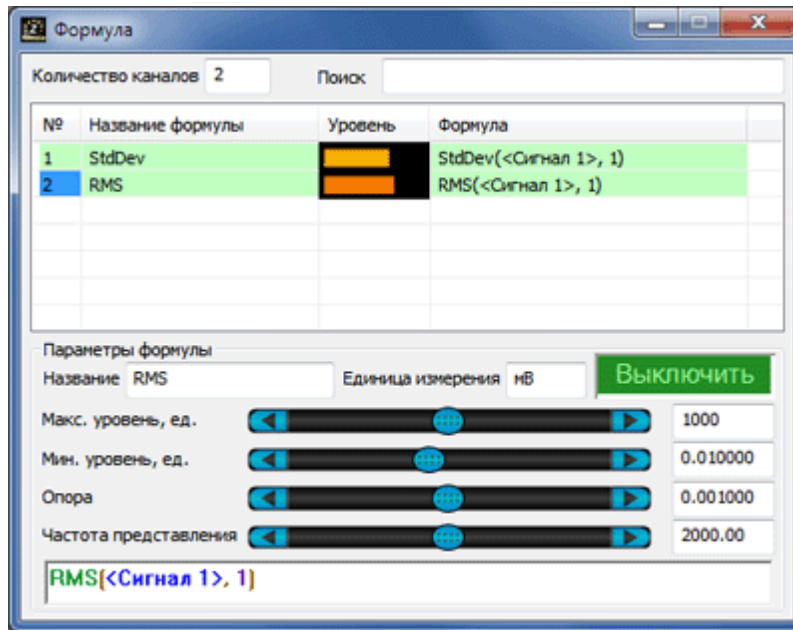 Формула
Количество каналов 2 Поиск
№ Название формулы Уровень Формула
1 StdDev StdDev(<Сигнал 1>, 1)
2 RMS RMS(<Сигнал 1>, 1)
Параметры формулы
Название RMS Единица измерения мВ Выключить
Макс. уровень, ед. 1000
Мин. уровень, ед. 0.010000
Опора 0.001000
Частота представления 2000.00
RMS(<Сигнал 1>, 1)